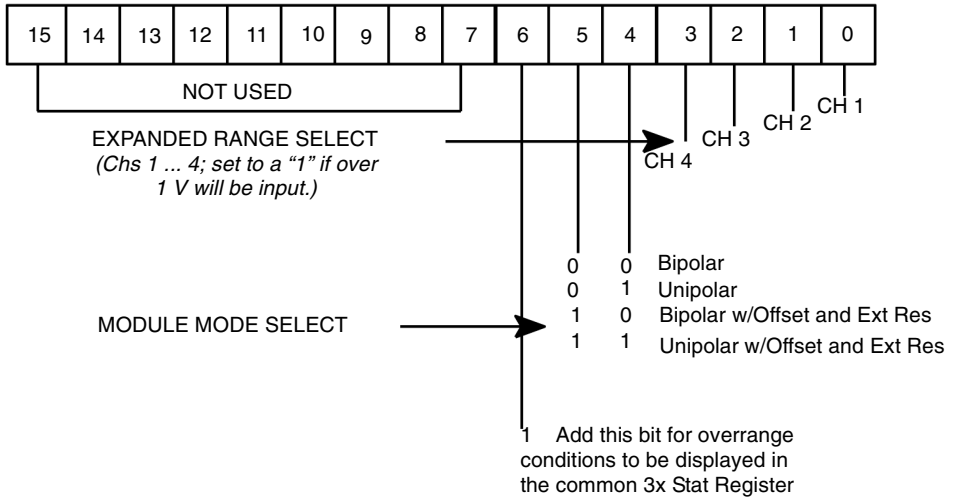 15 14 13 12 11 10 9 8 7 6 5 4 3 2 1 0
NOT USED
CH 1
CH 2
CH 3
CH 4
EXPANDED RANGE SELECT
(Chs 1 ... 4; set to a “1” if over
1 V will be input.)
0 0 Bipolar
0 1 Unipolar
1 0 Bipolar w/Offset and Ext Res
1 1 Unipolar w/Offset and Ext Res
MODULE MODE SELECT
1 Add this bit for overrange
conditions to be displayed in
the common 3x Stat Register